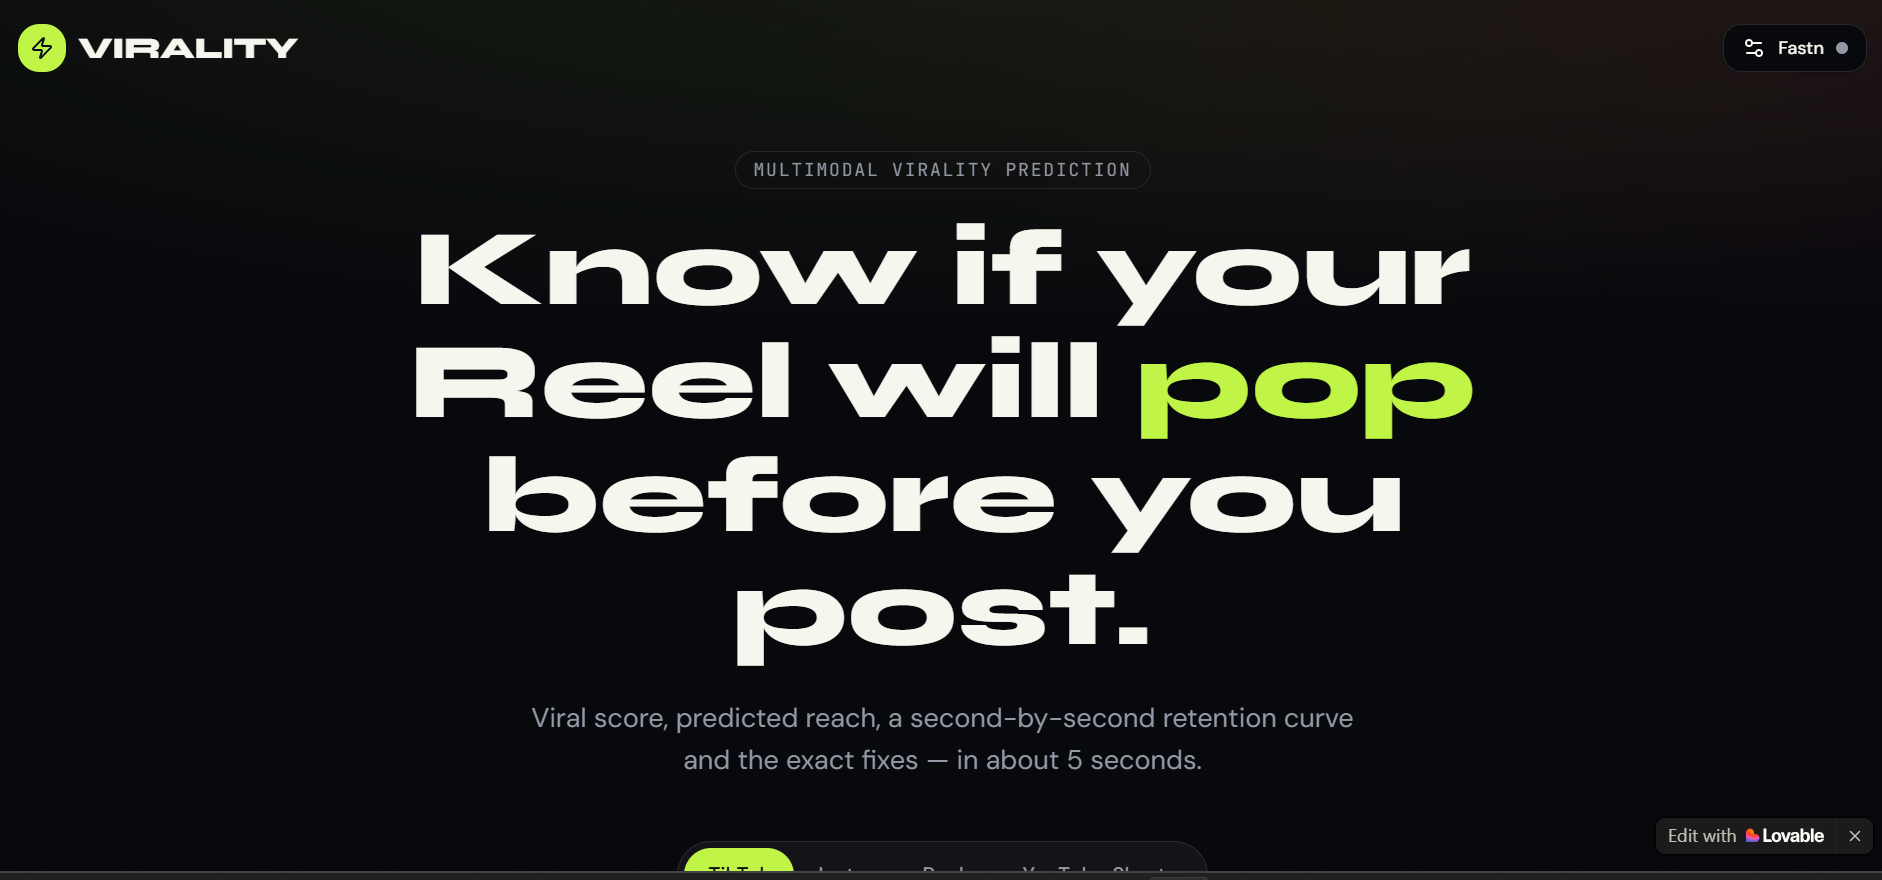 VIRALITY
Fastn
MULTIMODAL VIRALITY PREDICTION
Know if your
Reel will pop
before you
post.
Viral score, predicted reach, a second-by-second retention curve
and the exact fixes — in about 5 seconds.
Edit with Lovable